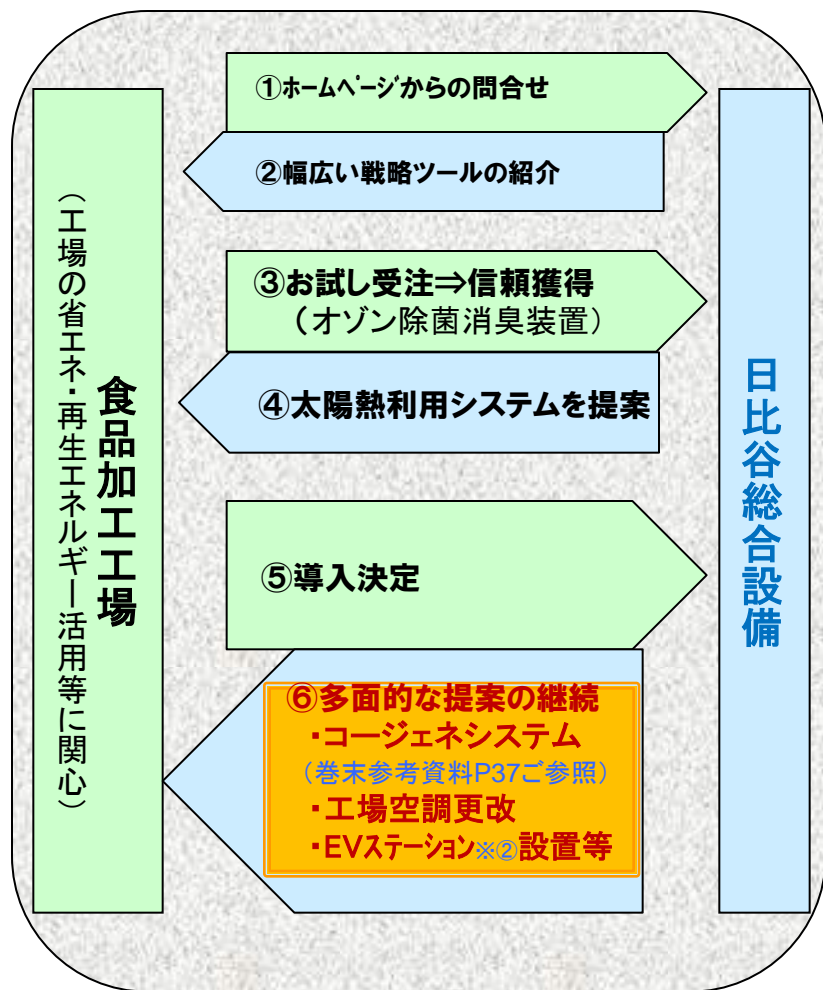 食品加工工場
（工場の省エネ・再生エネルギー活用等に関心）
①ホームページからの問合せ
②幅広い戦略ツールの紹介
③お試し受注⇒信頼獲得
（オゾン除菌消臭装置）
④太陽熱利用システムを提案
⑤導入決定
⑥多面的な提案の継続
・コージェネシステム
（巻末参考資料P37ご参照）
・工場空調更改
・EVステーション※②設置等
日比谷総合設備